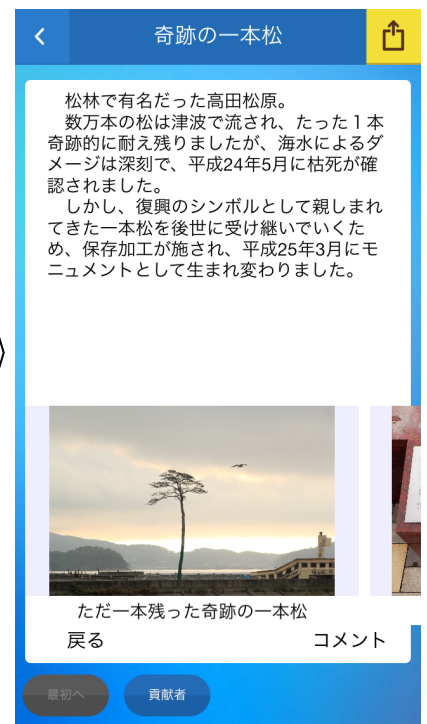 奇跡の一本松
　松林で有名だった高田松原。
　数万本の松は津波で流され、たった１本
奇跡的に耐え残りましたが、海水によるダ
メージは深刻で、平成24年5月に枯死が確
認されました。
　しかし、復興のシンボルとして親しまれ
てきた一本松を後世に受け継いでいくた
め、保存加工が施され、平成25年3月にモ
ニュメントとして生まれ変わりました。
ただ一本残った奇跡の一本松
戻る
コメント
最初へ
貢献者